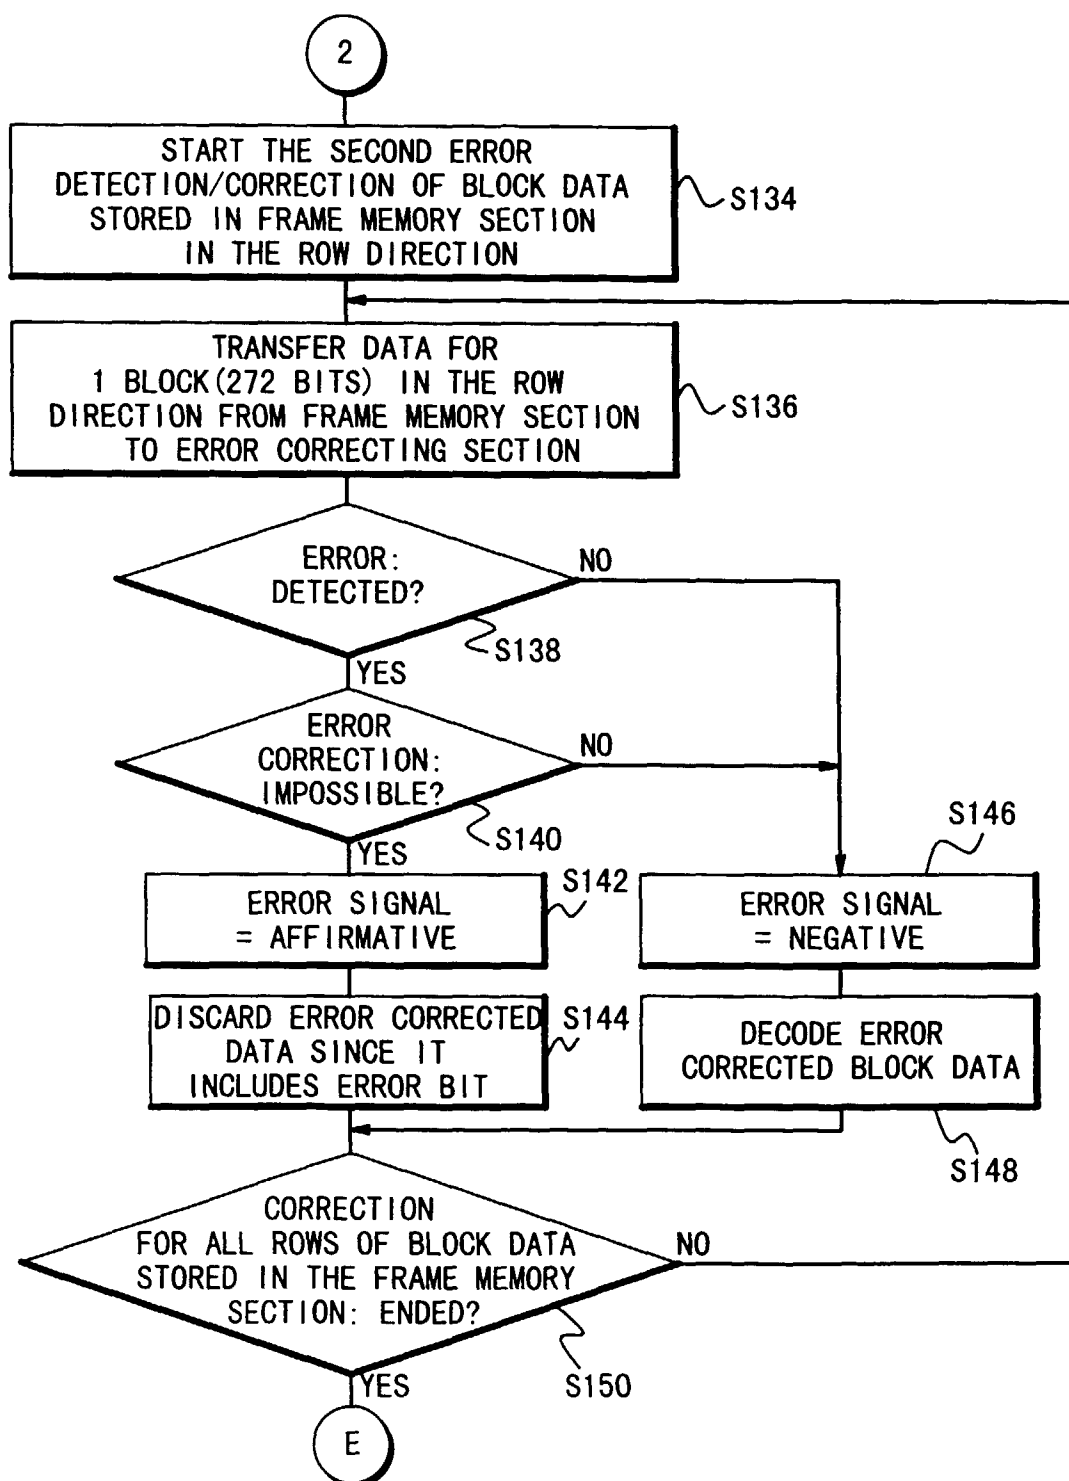 2
START THE SECOND ERROR
DETECTION/CORRECTION OF BLOCK DATA
STORED IN FRAME MEMORY SECTION
IN THE ROW DIRECTION
S134
TRANSFER DATA FOR
1 BLOCK(272 BITS) IN THE ROW
DIRECTION FROM FRAME MEMORY SECTION
TO ERROR CORRECTING SECTION
S136
ERROR:
DETECTED?
NO
S138
YES
ERROR
CORRECTION:
IMPOSSIBLE?
NO
S140
YES
ERROR SIGNAL
= AFFIRMATIVE
S142
S146
ERROR SIGNAL
= NEGATIVE
DISCARD ERROR CORRECTED
DATA SINCE IT
INCLUDES ERROR BIT
S144
DECODE ERROR
CORRECTED BLOCK DATA
S148
CORRECTION
FOR ALL ROWS OF BLOCK DATA
STORED IN THE FRAME MEMORY
SECTION: ENDED?
NO
S150
YES
E